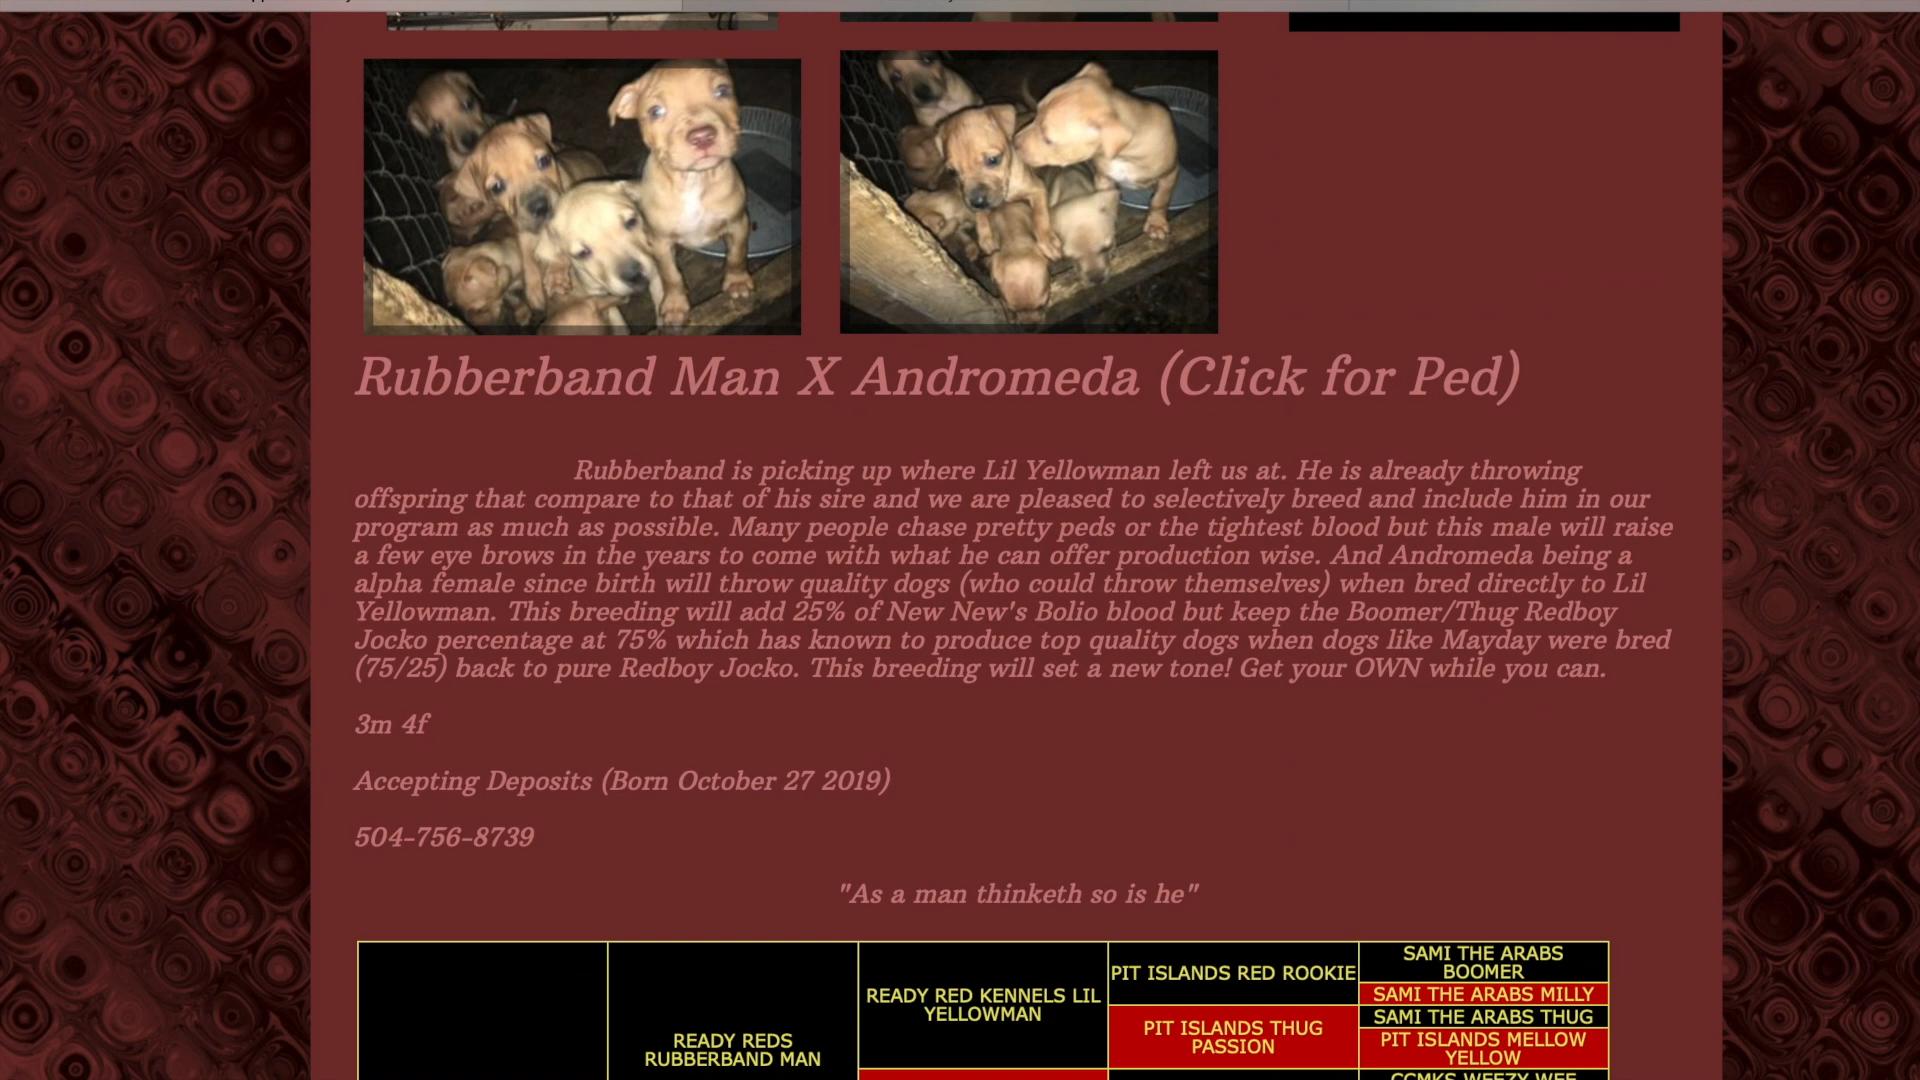 Rubberband Man X Andromeda (Click for Ped)
Rubberband is picking up where Lil Yellowman left us at. He is already throwing
offspring that compare to that of his sire and we are pleased to selectively breed and include him in our
program as much as possible. Many people chase pretty peds or the tightest blood but this male will raise
a few eye brows in the years to come with what he can offer production wise. And Andromeda being a
alpha female since birth will throw quality dogs (who could throw themselves) when bred directly to Lil
Yellowman. This breeding will add 25% of New New's Bolio blood but keep the Boomer/Thug Redboy
Jocko percentage at 75% which has known to produce top quality dogs when dogs like Mayday were bred
(75/25) back to pure Redboy Jocko. This breeding will set a new tone! Get your OWN while you can.
3m 4f
Accepting Deposits (Born October 27 2019)
504-756-8739
"As a man thinketh so is he"
READY REDS
RUBBERBAND MAN
READY RED KENNELS LIL
YELLOWMAN
PIT ISLANDS RED ROOKIE
PIT ISLANDS THUG
PASSION
SAMI THE ARABS
BOOMER
SAMI THE ARABS MILLY
SAMI THE ARABS THUG
PIT ISLANDS MELLOW
YELLOW